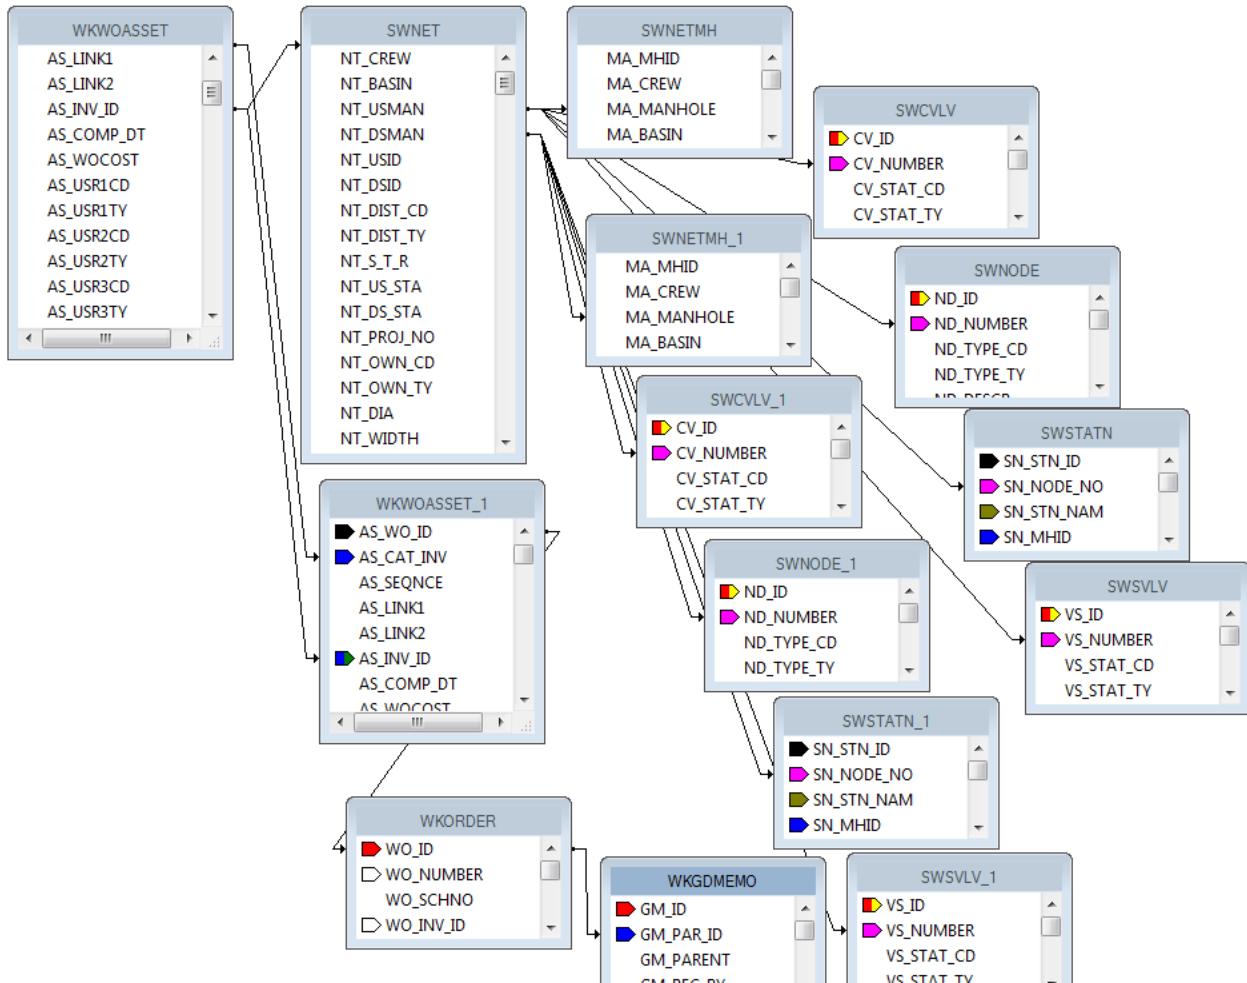 WKWOASSET
AS_LINK1
AS_LINK2
AS_INV_ID
AS_COMP_DT
AS_WOCOST
AS_USR1CD
AS_USR1TY
AS_USR2CD
AS_USR2TY
AS_USR3CD
AS_USR3TY
SWNET
NT_CREW
NT_BASIN
NT_USMAN
NT_DSMAN
NT_USID
NT_DSID
NT_DIST_CD
NT_DIST_TY
NT_S_T_R
NT_US_STA
NT_DS_STA
NT_PROJ_NO
NT_OWN_CD
NT_OWN_TY
NT_DIA
NT_WIDTH
SWNETMH
MA_MHID
MA_CREW
MA_MANHOLE
MA_BASIN
SWCVLV
CV_ID
CV_NUMBER
CV_STAT_CD
CV_STAT_TY
SWNETMH_1
MA_MHID
MA_CREW
MA_MANHOLE
MA_BASIN
SWNODE
ND_ID
ND_NUMBER
ND_TYPE_CD
ND_TYPE_TY
ND_DESCR
SWCVLV_1
CV_ID
CV_NUMBER
CV_STAT_CD
CV_STAT_TY
SWSTATN
SN_STN_ID
SN_NODE_NO
SN_STN_NAM
SN_MHID
WKWOASSET_1
AS_WO_ID
AS_CAT_INV
AS_SEQNCE
AS_LINK1
AS_LINK2
AS_INV_ID
AS_COMP_DT
AS_WOCOST
SWNODE_1
ND_ID
ND_NUMBER
ND_TYPE_CD
ND_TYPE_TY
SWSVLV
VS_ID
VS_NUMBER
VS_STAT_CD
VS_STAT_TY
SWSTATN_1
SN_STN_ID
SN_NODE_NO
SN_STN_NAM
SN_MHID
WKORDER
WO_ID
WO_NUMBER
WO_SCHNO
WO_INV_ID
WKGDMEMO
GM_ID
GM_PAR_ID
GM_PARENT
SWSVLV_1
VS_ID
VS_NUMBER
VS_STAT_CD
VS_STAT_TY